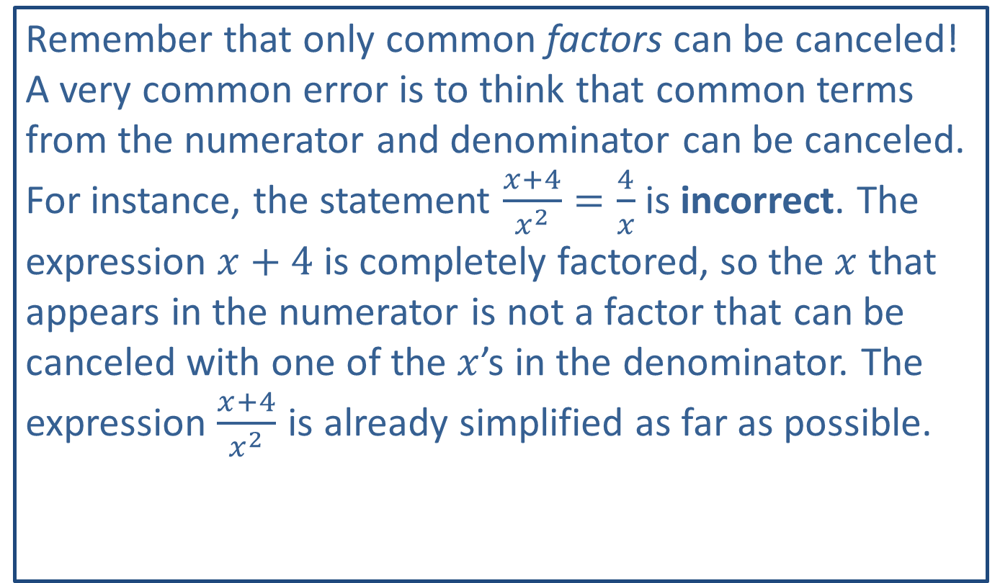 Remember that only common factors can be canceled!
A very common error is to think that common terms
from the numerator and denominator can be canceled.
For instance, the statement \frac{x+4}{x^2} = \frac{4}{x} is incorrect. The
expression x + 4 is completely factored, so the x that
appears in the numerator is not a factor that can be
canceled with one of the x’s in the denominator. The
expression \frac{x+4}{x^2} is already simplified as far as possible.